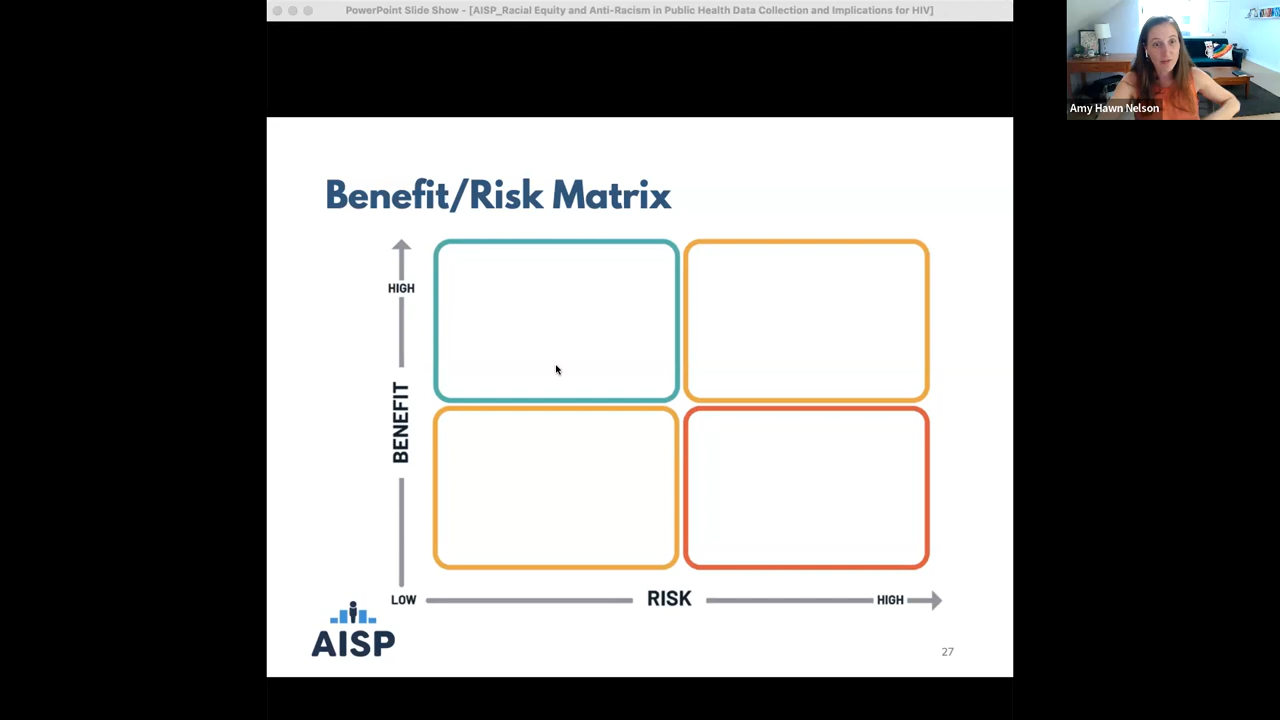 PowerPoint Slide Show - [AISP_Racial Equity and Anti-Racism in Public Health Data Collection and Implications for HIV]
Amy Hawn Nelson
Benefit/Risk Matrix
HIGH
BENEFIT
LOW
RISK
HIGH
AISP
27